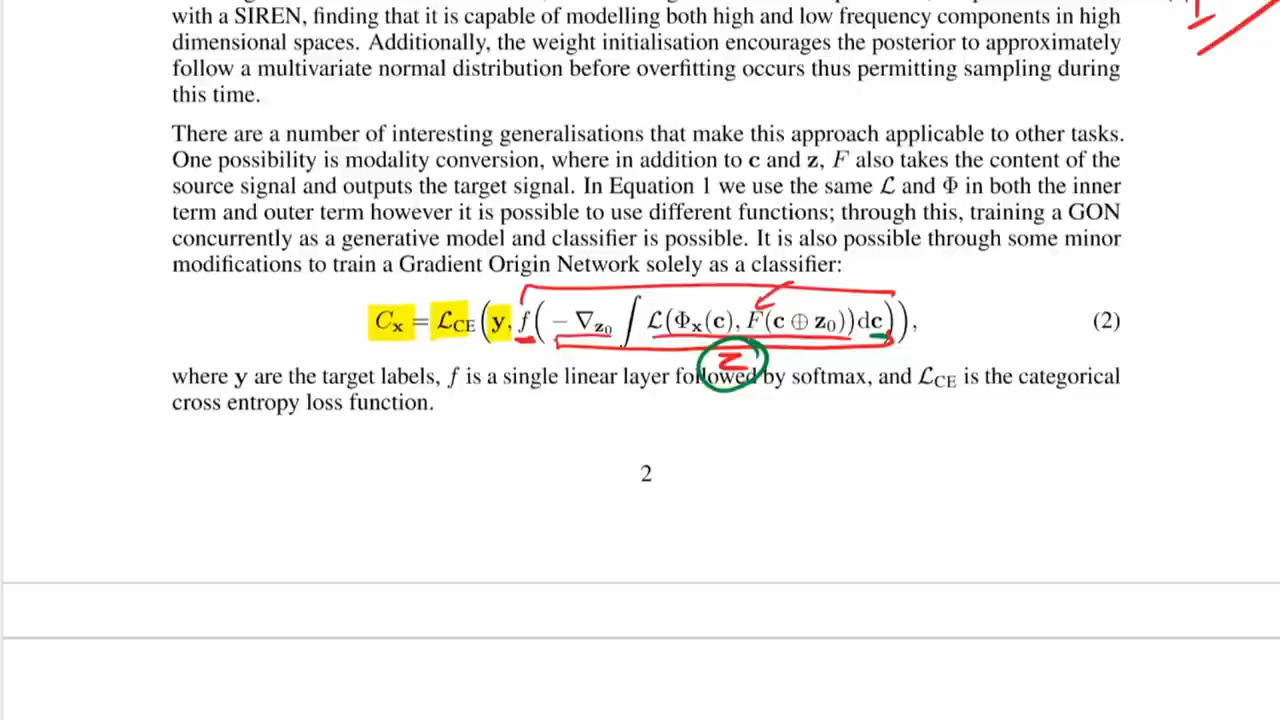 with a SIREN, finding that it is capable of modelling both high and low frequency components in high
dimensional spaces. Additionally, the weight initialisation encourages the posterior to approximately
follow a multivariate normal distribution before overfitting occurs thus permitting sampling during
this time.
There are a number of interesting generalisations that make this approach applicable to other tasks.
One possibility is modality conversion, where in addition to c and z, F also takes the content of the
source signal and outputs the target signal. In Equation 1 we use the same ℒ and Φ in both the inner
term and outer term however it is possible to use different functions; through this, training a GON
concurrently as a generative model and classifier is possible. It is also possible through some minor
modifications to train a Gradient Origin Network solely as a classifier:
Cₓ = ℒ_CE(y, f(−∇_z₀ ∫ ℒ(Φₓ(c), F(c ⊕ z₀))dc)), (2)
z
where y are the target labels, f is a single linear layer followed by softmax, and ℒ_CE is the categorical
cross entropy loss function.
2